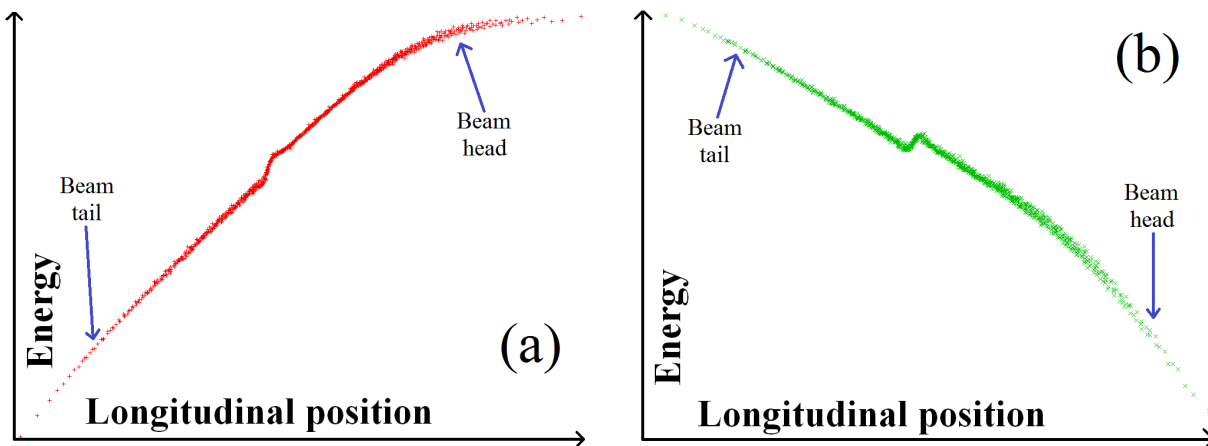 Energy
Beam
tail
Beam
head
(a)
Longitudinal position
Energy
Beam
tail
(b)
Beam
head
Longitudinal position